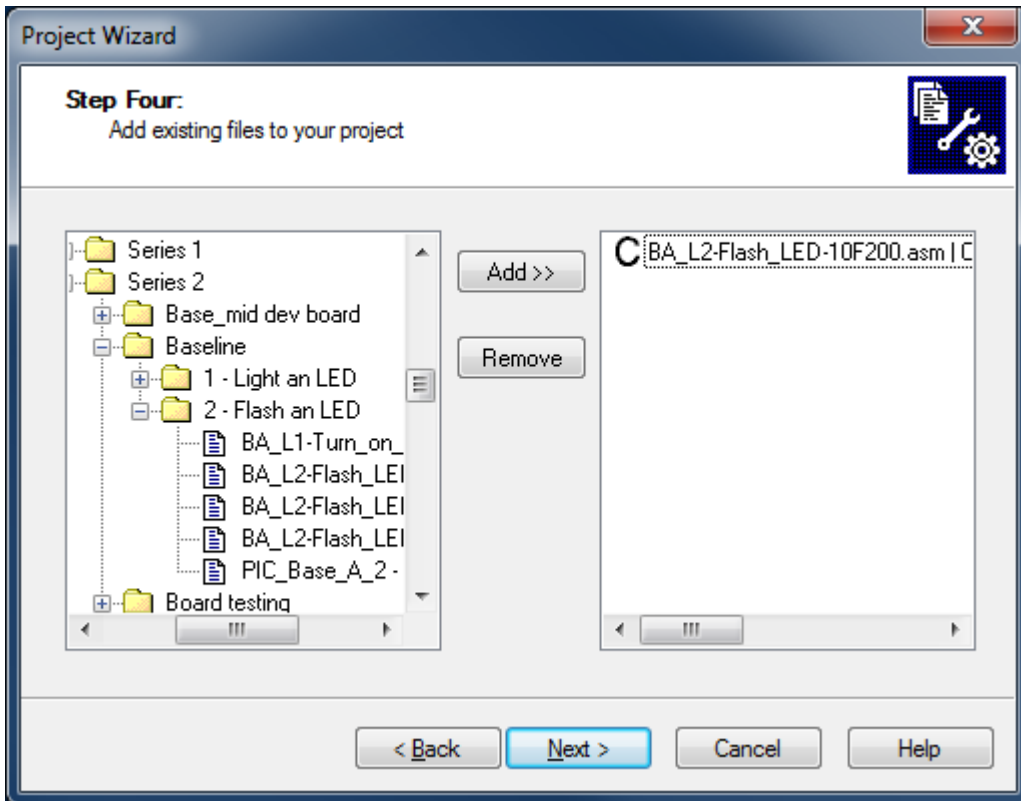 Project Wizard
Step Four:
Add existing files to your project
Series 1
Series 2
Base_mid dev board
Baseline
1 - Light an LED
2 - Flash an LED
BA_L1-Turn_on_
BA_L2-Flash_LEI
BA_L2-Flash_LEI
BA_L2-Flash_LEI
PIC_Base_A_2 -
Board testing
Add >>
Remove
C BA_L2-Flash_LED-10F200.asm | C
< Back
Next >
Cancel
Help